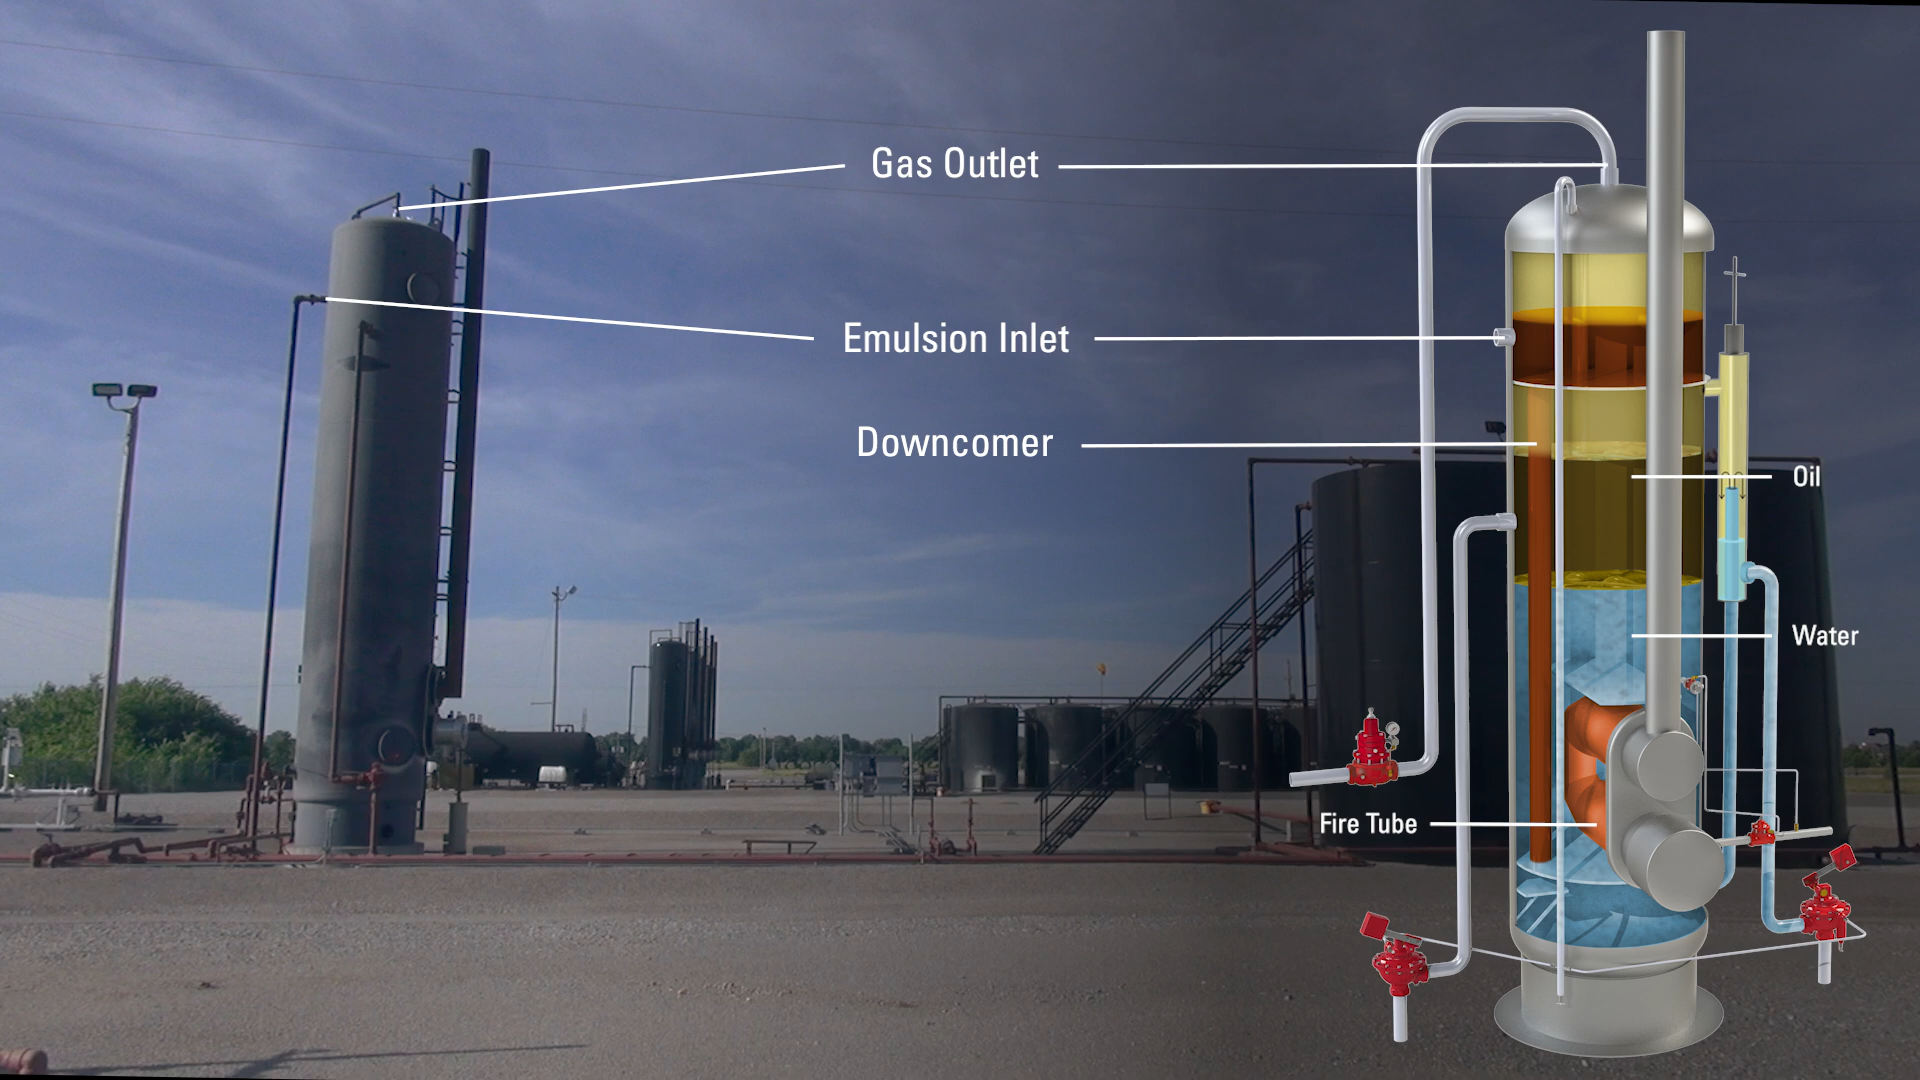 Gas Outlet
Emulsion Inlet
Downcomer
Oil
Water
Fire Tube